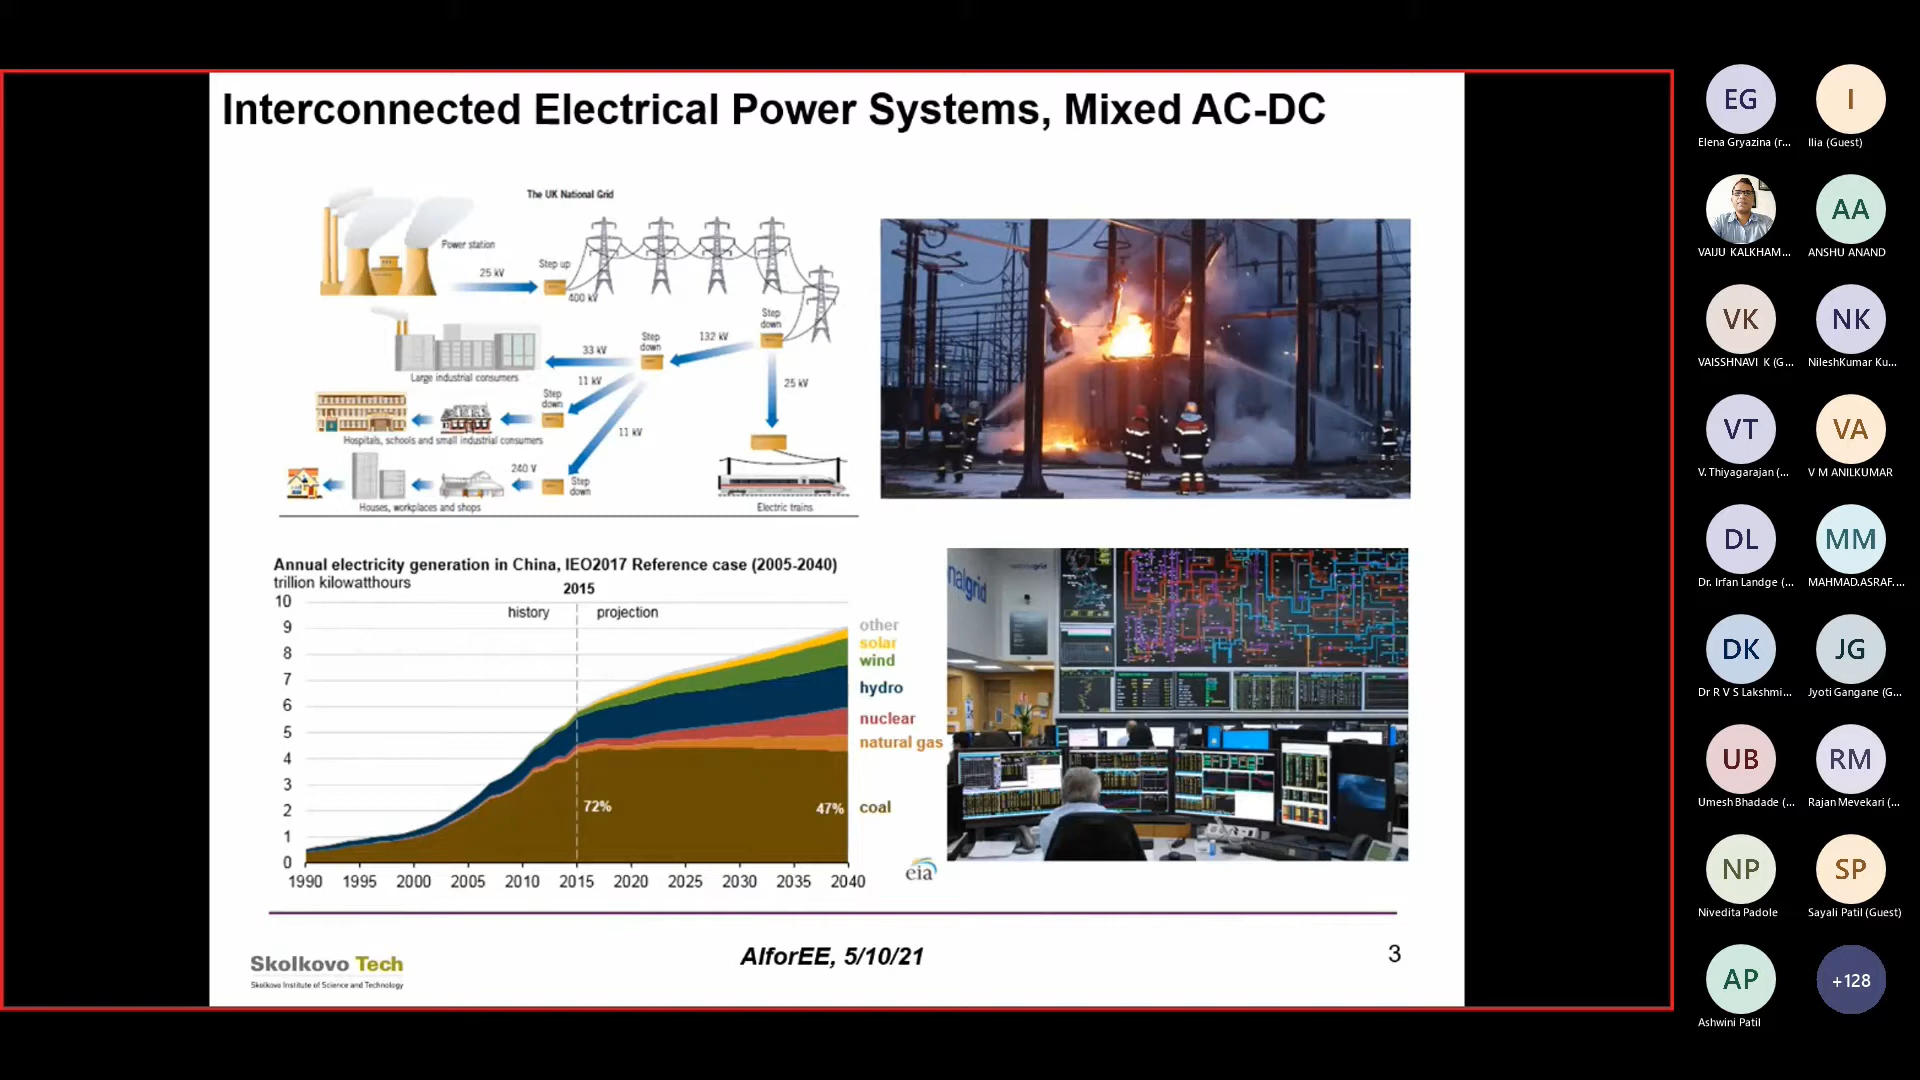 Interconnected Electrical Power Systems, Mixed AC-DC
The UK National Grid
Power station
25 kV
Step up
400 kV
Step
down
132 kV
Step
down
33 kV
Large industrial consumers
11 kV
Step
down
Hospitals, schools and small industrial consumers
11 kV
25 kV
240 V
Step
down
Houses, workplaces and shops
Electric trains
nalgrid
Annual electricity generation in China, IEO2017 Reference case (2005-2040)
trillion kilowatthours
2015
history
projection
10
9
8
7
6
5
4
3
2
1
0
72%
47%
other
solar
wind
hydro
nuclear
natural gas
coal
1990 1995 2000 2005 2010 2015 2020 2025 2030 2035 2040
eia
Skolkovo Tech
Skolkovo Institute of Science and Technology
AIforEE, 5/10/21
3
EG
Elena Gryazina (r...
I
Ilia (Guest)
VAIJU KALKHAM...
AA
ANSHU ANAND
VK
VAISSHNAVI K (G...
NK
NileshKumar Ku...
VT
V. Thiyagarajan (...
VA
V M ANILKUMAR
DL
Dr. Irfan Landge (...
MM
MAHMAD.ASRAF....
DK
Dr R V S Lakshmi...
JG
Jyoti Gangane (G...
UB
Umesh Bhadade (...
RM
Rajan Mevekari (...
NP
Nivedita Padole
SP
Sayali Patil (Guest)
AP
Ashwini Patil
+128